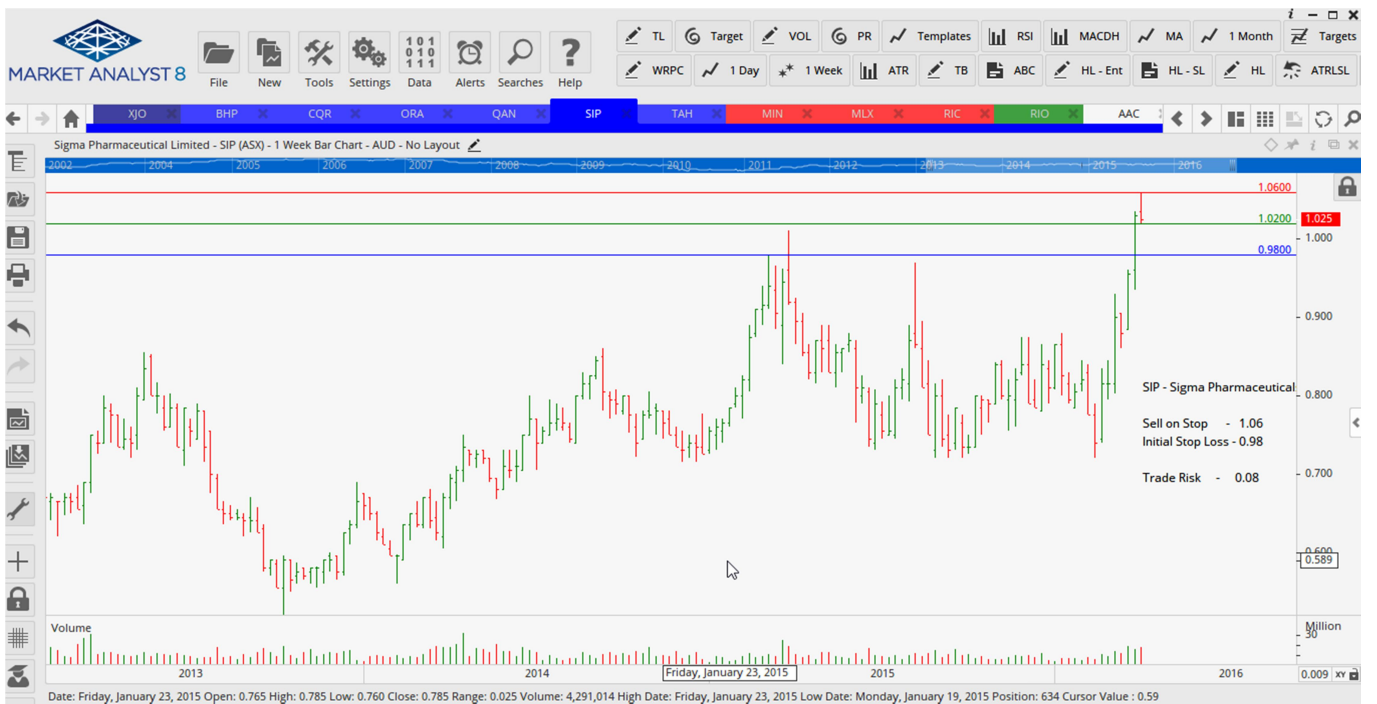 i
MARKET ANALYST 8
File New Tools Settings Data Alerts Searches Help
101
010
111
?
TL Target VOL PR Templates RSI MACDH MA 1 Month Targets
WRPC 1 Day 1 Week ATR TB ABC HL - Ent HL - SL HL ATRLSL
XJO BHP CQR ORA QAN SIP TAH MIN MLX RIC RIO AAC
Sigma Pharmaceutical Limited - SIP (ASX) - 1 Week Bar Chart - AUD - No Layout
2002 2004 2005 2006 2007 2008 2009 2010 2011 2012 2013 2014 2015 2016
1.0600
1.0200 1.025
1.000
0.9800
0.900
SIP - Sigma Pharmaceutical
0.800
Sell on Stop - 1.06
Initial Stop Loss - 0.98
0.700
Trade Risk - 0.08
0.600
0.589
Volume Million
30
2013 2014 Friday, January 23, 2015 2015 2016 0.009 XY
Date: Friday, January 23, 2015 Open: 0.765 High: 0.785 Low: 0.760 Close: 0.785 Range: 0.025 Volume: 4,291,014 High Date: Friday, January 23, 2015 Low Date: Monday, January 19, 2015 Position: 634 Cursor Value : 0.59